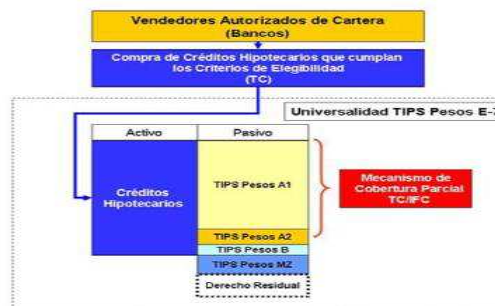 Vendedores Autorizados de Cartera
(Bancos)
Compra de Créditos Hipotecarios que cumplan
los Criterios de Elegibilidad
(TC)
Universalidad TIPS Pesos E-
Activo
Pasivo
Créditos
Hipotecarios
TIPS Pesos A1
TIPS Pesos A2
TIPS Pesos B
TIPS Pesos MZ
Derecho Residual
Mecanismo de
Cobertura Parcial
TC/IFC